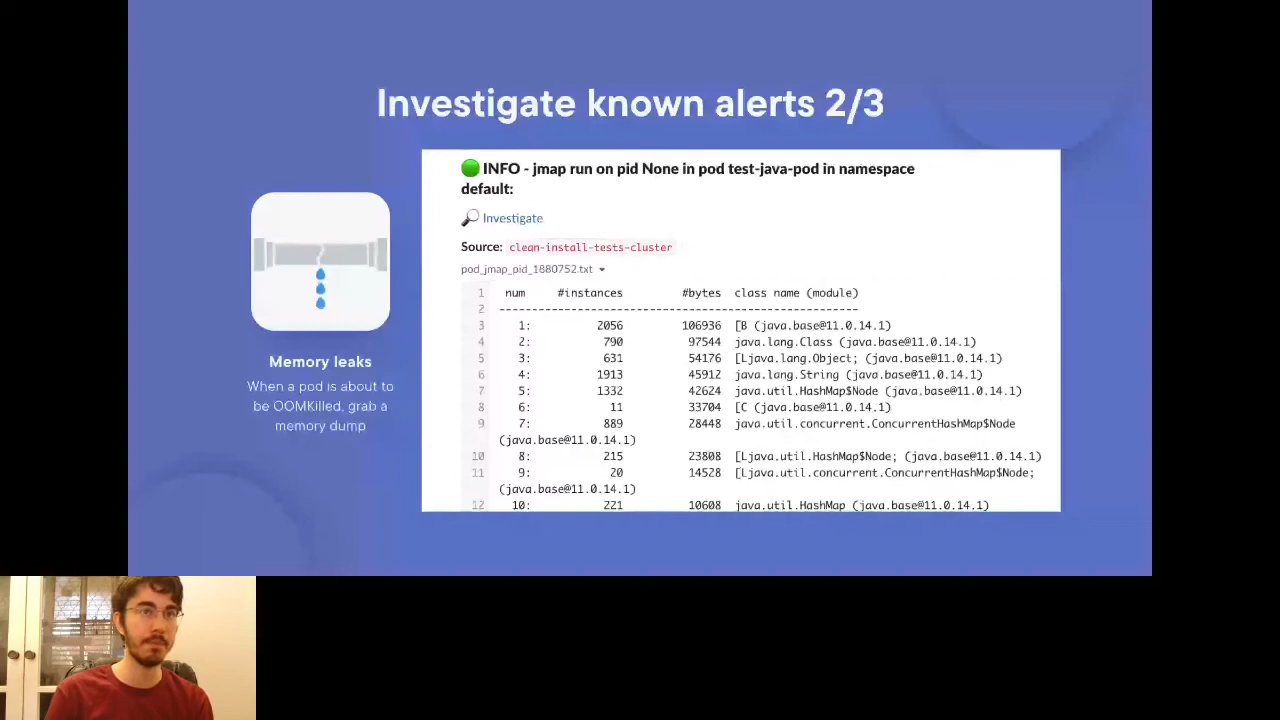 Investigate known alerts 2/3
INFO - jmap run on pid None in pod test-java-pod in namespace
default:
Investigate
Source: clean-install-tests-cluster
pod_jmap_pid_1880752.txt
1 num #instances #bytes class name (module)
2 -------------------------------------------------------
3 1: 2056 106936 [B (java.base@11.0.14.1)
4 2: 790 97544 java.lang.Class (java.base@11.0.14.1)
5 3: 631 54176 [Ljava.lang.Object; (java.base@11.0.14.1)
6 4: 1913 45912 java.lang.String (java.base@11.0.14.1)
7 5: 1332 42624 java.util.HashMap$Node (java.base@11.0.14.1)
8 6: 11 33704 [C (java.base@11.0.14.1)
9 7: 889 28448 java.util.concurrent.ConcurrentHashMap$Node
(java.base@11.0.14.1)
10 8: 215 23808 [Ljava.util.HashMap$Node; (java.base@11.0.14.1)
11 9: 20 14528 [Ljava.util.concurrent.ConcurrentHashMap$Node;
(java.base@11.0.14.1)
12 10: 221 10608 java.util.HashMap (java.base@11.0.14.1)
Memory leaks
When a pod is about to
be OOMKilled, grab a
memory dump